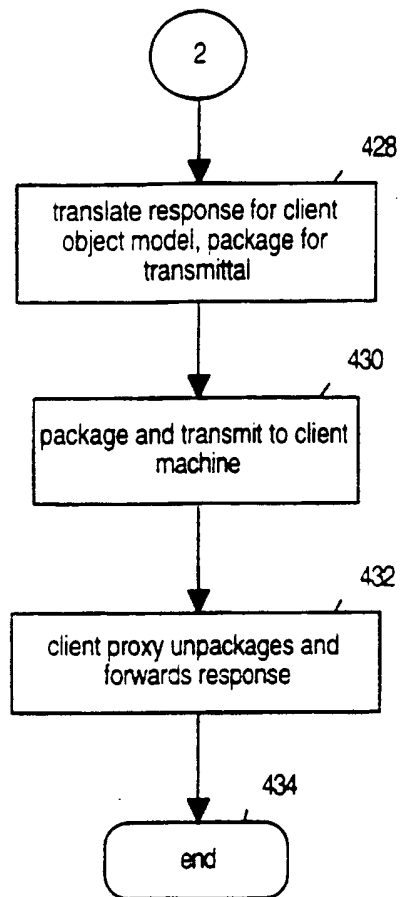 2
428
translate response for client
object model, package for
transmittal
430
package and transmit to client
machine
432
client proxy unpackages and
forwards response
434
end